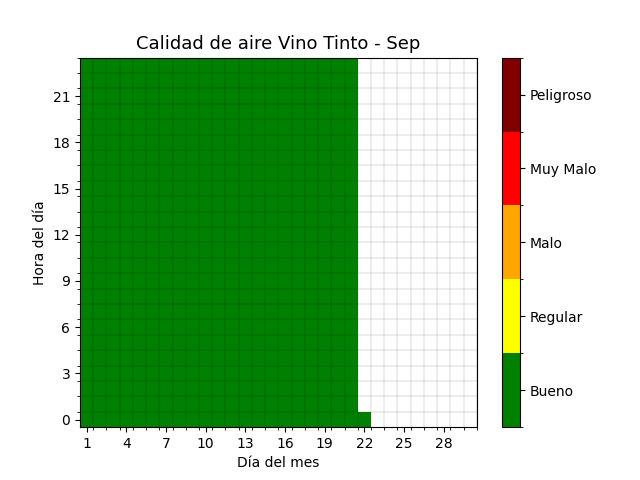 Calidad de aire Vino Tinto - Sep
Hora del día
21
18
15
12
9
6
3
0
1 4 7 10 13 16 19 22 25 28
Día del mes
Peligroso
Muy Malo
Malo
Regular
Bueno